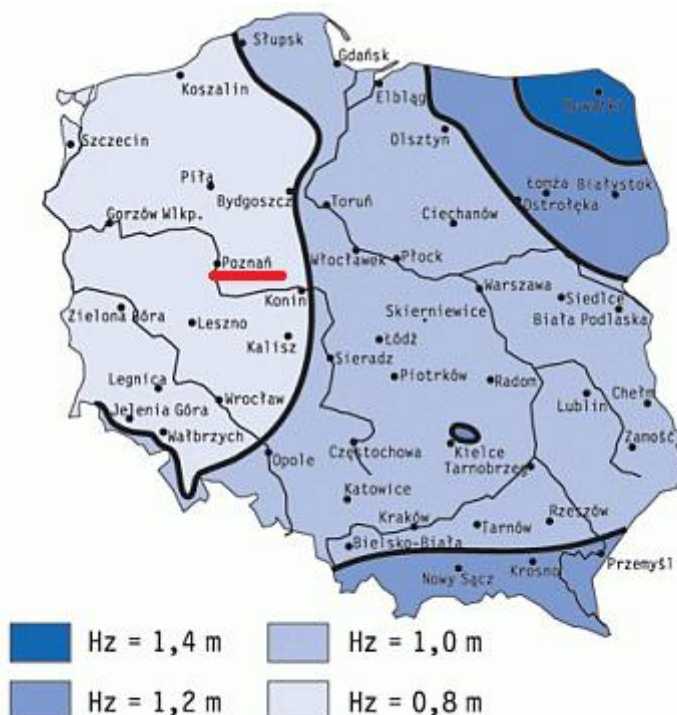 Słupsk
Gdańsk
Koszalin
Elbląg
Suwałki
Olsztyn
Szczecin
Piła
Bydgoszcz
Toruń
Łomża Białystok
Ostrołęka
Ciechanów
Gorzów Wlkp.
Włocławek
Płock
Poznań
Konin
Warszawa
Siedlce
Biała Podlaska
Zielona Góra
Leszno
Skierniewice
Kalisz
Łódź
Sieradz
Piotrków
Radom
Legnica
Wrocław
Lublin
Chełm
Jelenia Góra
Wałbrzych
Opole
Częstochowa
Kielce
Zamość
Tarnobrzeg
Katowice
Kraków
Tarnów
Rzeszów
Bielsko-Biała
Przemyśl
Nowy Sącz
Krosno
Hz = 1,4 m
Hz = 1,0 m
Hz = 1,2 m
Hz = 0,8 m